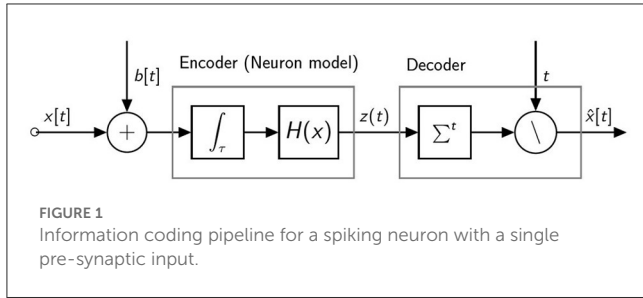 Encoder (Neuron model)
Decoder
b[t]
t
x[t]
+
∫τ
H(x)
z(t)
∑t
\
x̂[t]
FIGURE 1
Information coding pipeline for a spiking neuron with a single
pre-synaptic input.